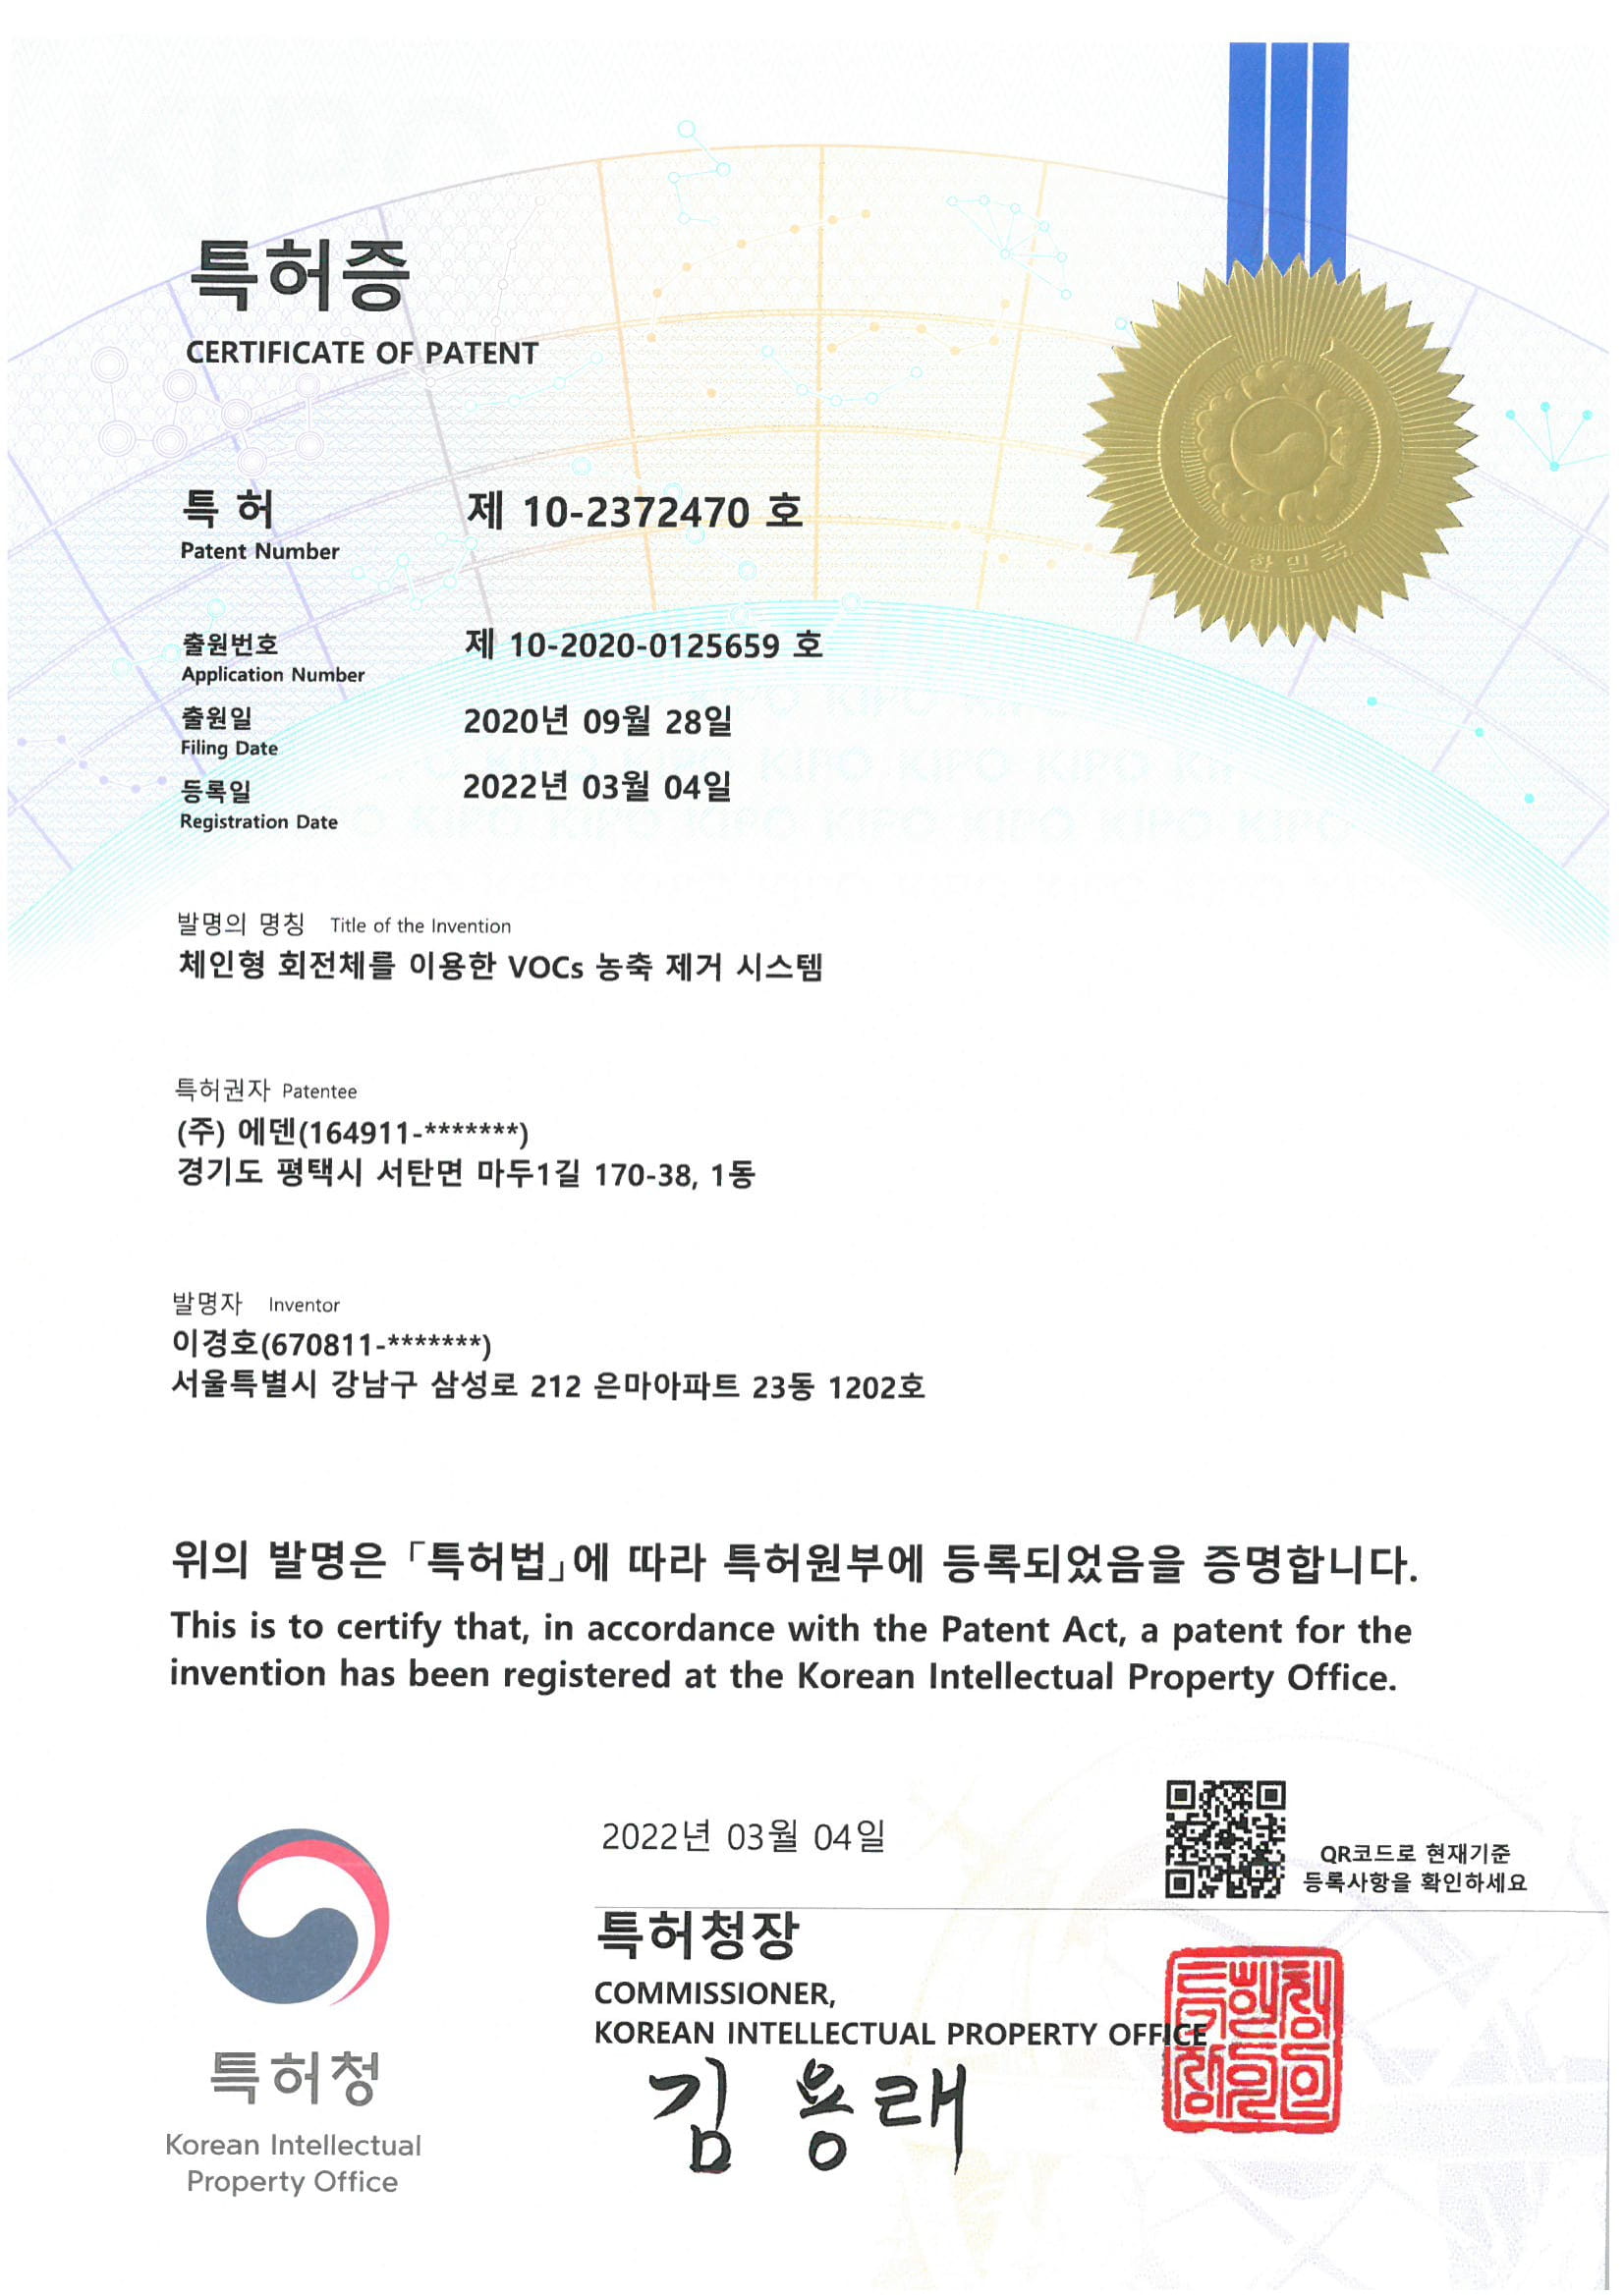 특허증
CERTIFICATE OF PATENT
대한민국
특 허 제 10-2372470 호
Patent Number
출원번호 제 10-2020-0125659 호
Application Number
출원일 2020년 09월 28일
Filing Date
등록일 2022년 03월 04일
Registration Date
KIPO KIPO KIPO KIPO KIPO KIPO
발명의 명칭 Title of the Invention
체인형 회전체를 이용한 VOCs 농축 제거 시스템
특허권자 Patentee
(주) 에덴(164911-*******)
경기도 평택시 서탄면 마두1길 170-38, 1동
발명자 Inventor
이경호(670811-*******)
서울특별시 강남구 삼성로 212 은마아파트 23동 1202호
위의 발명은 「특허법」에 따라 특허원부에 등록되었음을 증명합니다.
This is to certify that, in accordance with the Patent Act, a patent for the
invention has been registered at the Korean Intellectual Property Office.
2022년 03월 04일
QR코드로 현재기준
등록사항을 확인하세요
특허청장
COMMISSIONER,
KOREAN INTELLECTUAL PROPERTY OFFICE
김용래
특허청
Korean Intellectual
Property Office